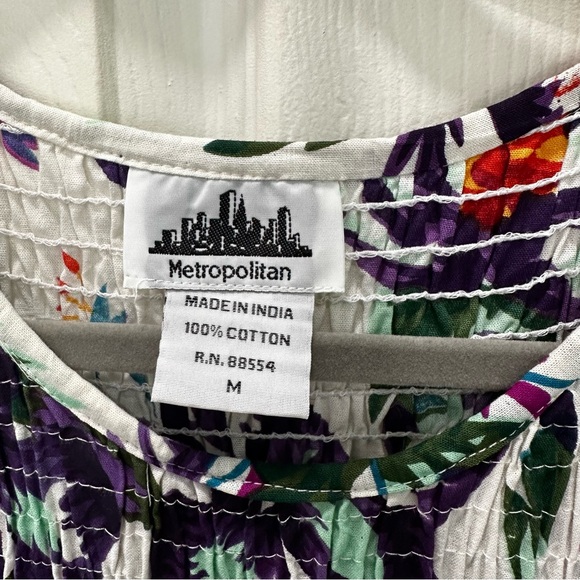 Metropolitan
MADE IN INDIA
100% COTTON
R.N. 88554
M